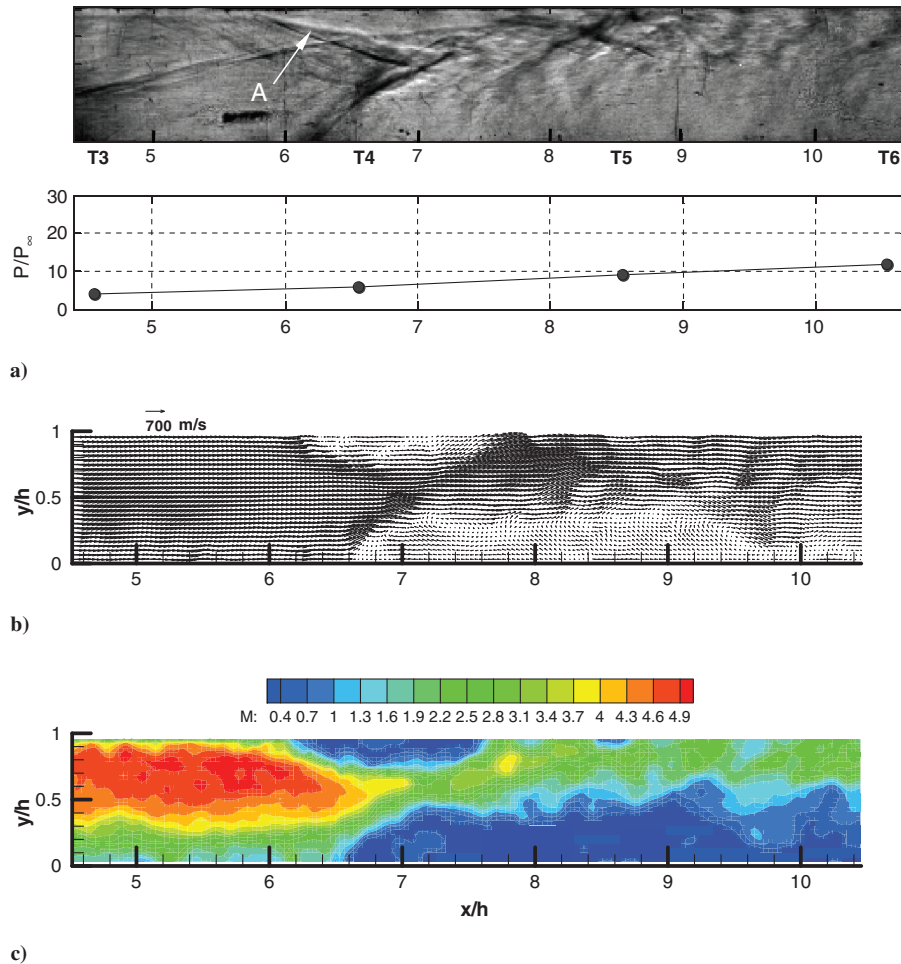 A
T3 5 6 T4 7 T5 9 10 T6
30
20
10
0
P/P∞
5 6 7 8 9 10
a)
700 m/s
1
0.5
0
y/h
5 6 7 8 9 10
b)
M: 0.4 0.7 1 1.3 1.6 1.9 2.2 2.5 2.8 3.1 3.4 3.7 4 4.3 4.6 4.9
1
0.5
0
y/h
5 6 7 8 9 10
x/h
c)